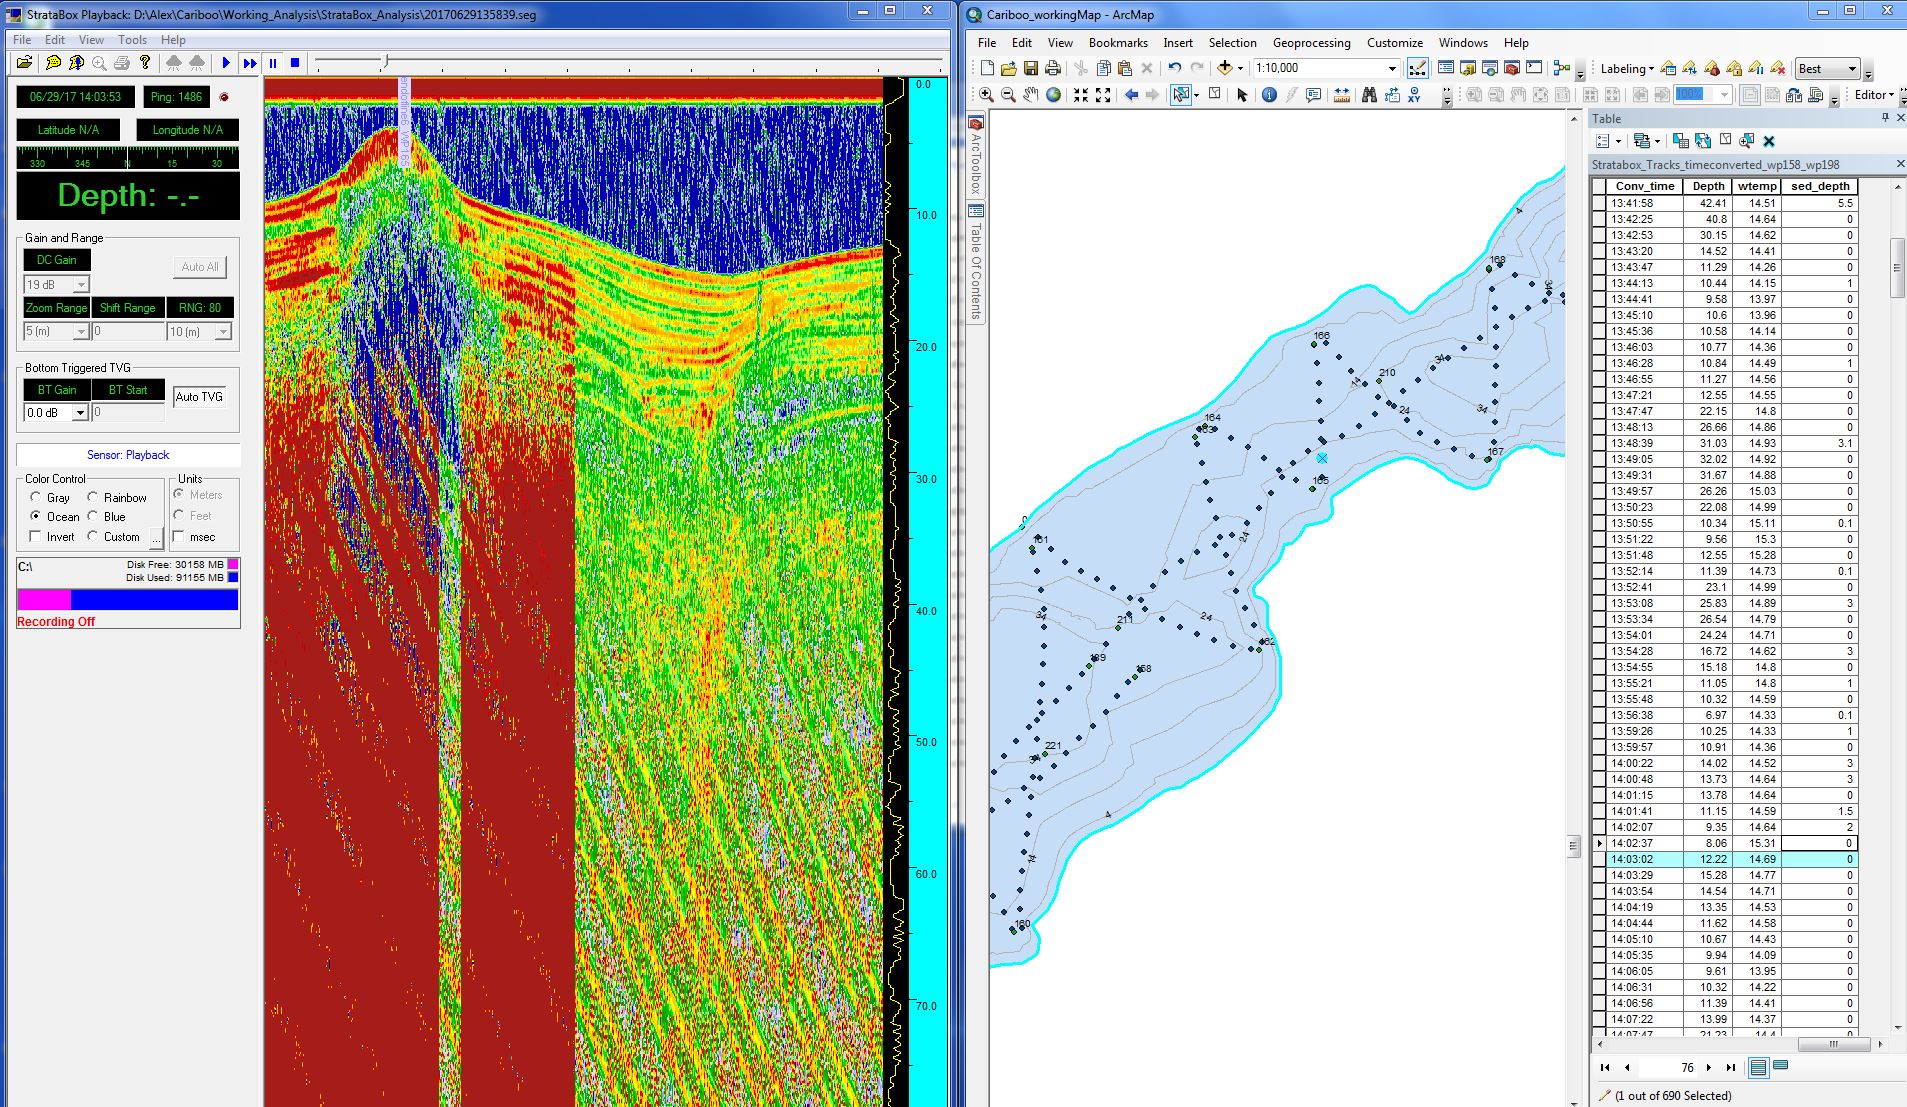 StrataBox Playback: D:\Alex\Cariboo\Working_Analysis\StrataBox_Analysis\20170629135839.seg
File Edit View Tools Help
06/29/17 14:03:53 Ping: 1486
Latitude N/A Longitude N/A
330 345 N 15 30
Depth: -.-
Gain and Range
DC Gain
Auto All
19 dB
Zoom Range Shift Range RNG: 80
5 (m) 0 10 (m)
Bottom Triggered TVG
BT Gain BT Start
Auto TVG
0.0 dB 0
Sensor: Playback
Color Control Units
Gray Rainbow Meters
Ocean Blue Feet
Invert Custom ... msec
C:\ Disk Free: 30158 MB
Disk Used: 91155 MB
Recording Off
0.0
10.0
20.0
30.0
40.0
50.0
60.0
70.0
Cariboo_workingMap - ArcMap
File Edit View Bookmarks Insert Selection Geoprocessing Customize Windows Help
1:10,000 Labeling Best
100% Editor
ArcToolbox
Table Of Contents
4
168
34
166
34
14
210
24
34
164
163
167
165
24
161
34
24
211
162
189
158
221
34
4
14
160
Table
Stratabox_Tracks_timeconverted_wp158_wp198
Conv_time Depth wtemp sed_depth
13:41:58 42.41 14.51 5.5
13:42:25 40.8 14.64 0
13:42:53 30.15 14.62 0
13:43:20 14.52 14.41 0
13:43:47 11.29 14.26 0
13:44:13 10.44 14.15 1
13:44:41 9.58 13.97 0
13:45:10 10.6 13.96 0
13:45:36 10.58 14.14 0
13:46:03 10.77 14.36 0
13:46:28 10.84 14.49 1
13:46:55 11.27 14.56 0
13:47:21 12.55 14.55 0
13:47:47 22.15 14.8 0
13:48:13 26.66 14.86 0
13:48:39 31.03 14.93 3.1
13:49:05 32.02 14.92 0
13:49:31 31.67 14.88 0
13:49:57 26.26 15.03 0
13:50:23 22.08 14.99 0
13:50:55 10.34 15.11 0.1
13:51:22 9.56 15.3 0
13:51:48 12.55 15.28 0
13:52:14 11.39 14.73 0.1
13:52:41 23.1 14.99 0
13:53:08 25.83 14.89 3
13:53:34 26.54 14.79 0
13:54:01 24.24 14.71 0
13:54:28 16.72 14.62 3
13:54:55 15.18 14.8 0
13:55:21 11.05 14.8 1
13:55:48 10.32 14.59 0
13:56:38 6.97 14.33 0.1
13:59:26 10.25 14.33 1
13:59:57 10.91 14.36 0
14:00:22 14.02 14.52 3
14:00:48 13.73 14.64 3
14:01:15 13.78 14.64 0
14:01:41 11.15 14.59 1.5
14:02:07 9.35 14.64 2
14:02:37 8.06 15.31 0
14:03:02 12.22 14.69 0
14:03:29 15.28 14.77 0
14:03:54 14.54 14.71 0
14:04:19 13.35 14.53 0
14:04:44 11.62 14.58 0
14:05:10 10.67 14.43 0
14:05:35 9.94 14.09 0
14:06:05 9.61 13.95 0
14:06:31 10.32 14.22 0
14:06:56 11.39 14.41 0
14:07:22 13.99 14.37 0
14:07:47 21.23 14.4 0
76
(1 out of 690 Selected)